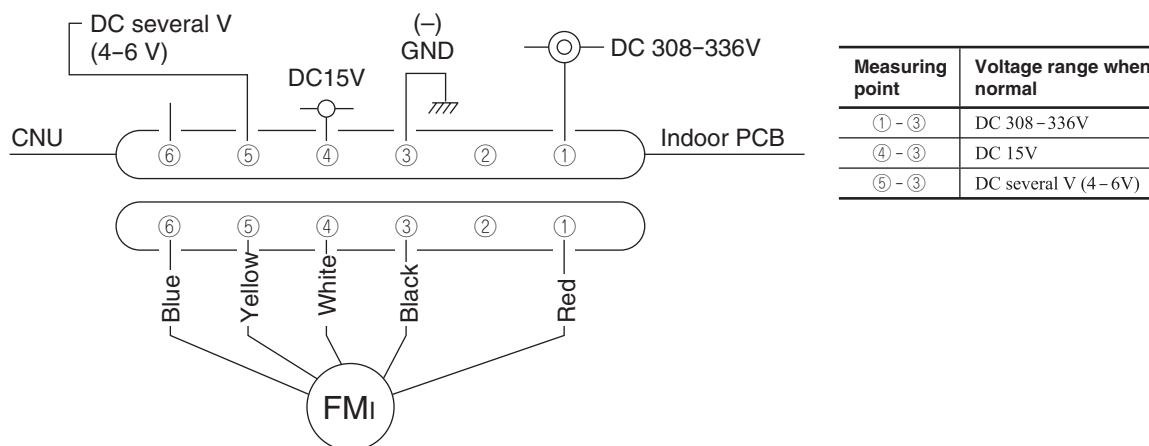 DC several V
(4–6 V)
DC15V
(–)
GND
DC 308–336V
CNU
⑥ ⑤ ④ ③ ② ①
Indoor PCB
⑥ ⑤ ④ ③ ② ①
Blue
Yellow
White
Black
Red
FMI
Measuring point
Voltage range when normal
① - ③ DC 308–336V
④ - ③ DC 15V
⑤ - ③ DC several V (4–6V)